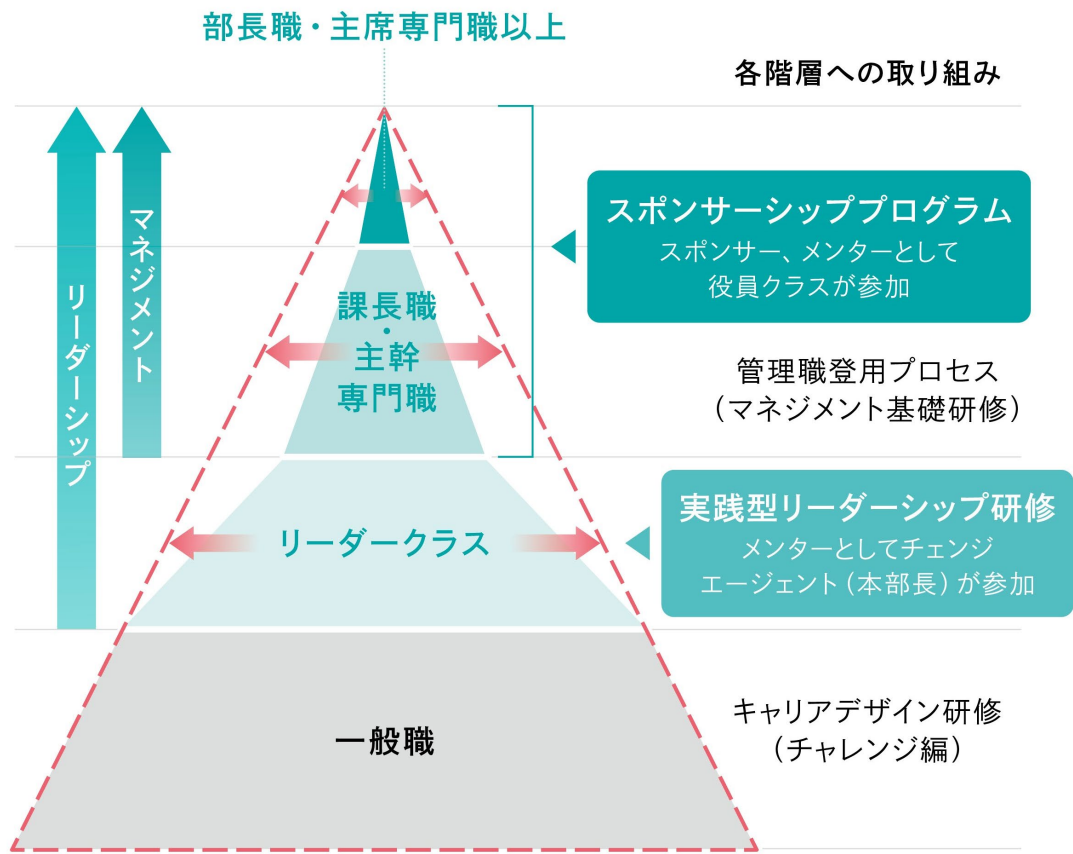 部長職・主席専門職以上
各階層への取り組み
リーダーシップ
マネジメント
スポンサーシッププログラム
スポンサー、メンターとして
役員クラスが参加
課長職
・
主幹
専門職
管理職登用プロセス
（マネジメント基礎研修）
リーダークラス
実践型リーダーシップ研修
メンターとしてチェンジ
エージェント（本部長）が参加
一般職
キャリアデザイン研修
（チャレンジ編）